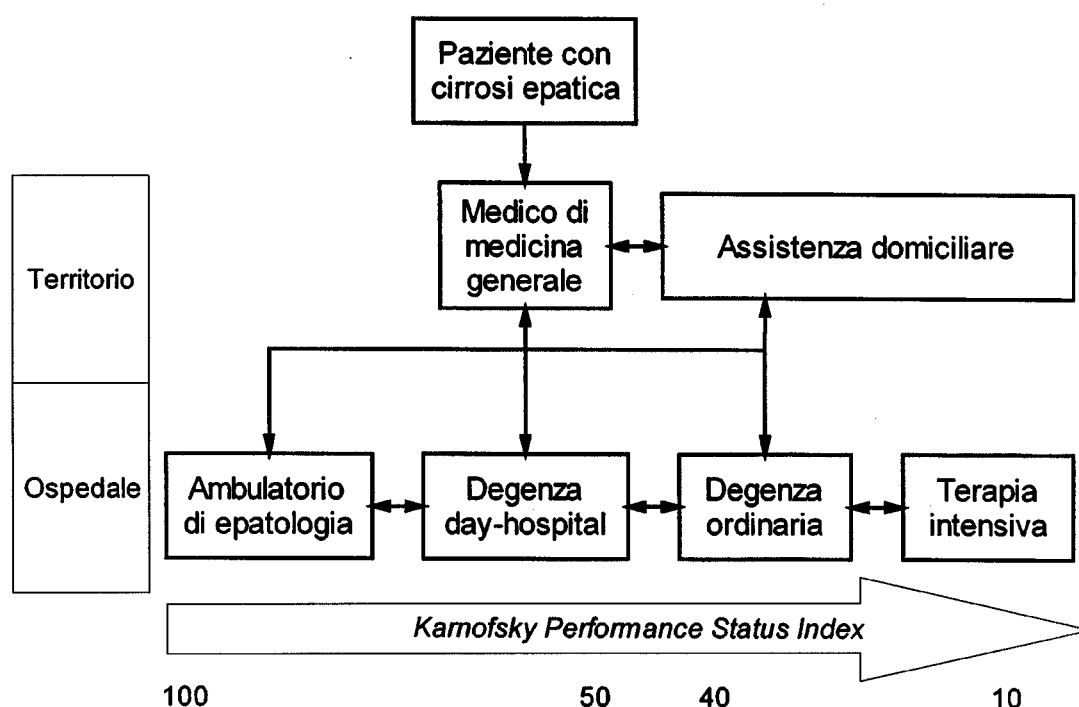 Paziente con
cirrosi epatica
Medico di
medicina
generale
Assistenza domiciliare
Territorio
Ospedale
Ambulatorio
di epatologia
Degenza
day-hospital
Degenza
ordinaria
Terapia
intensiva
Karnofsky Performance Status Index
100
50
40
10